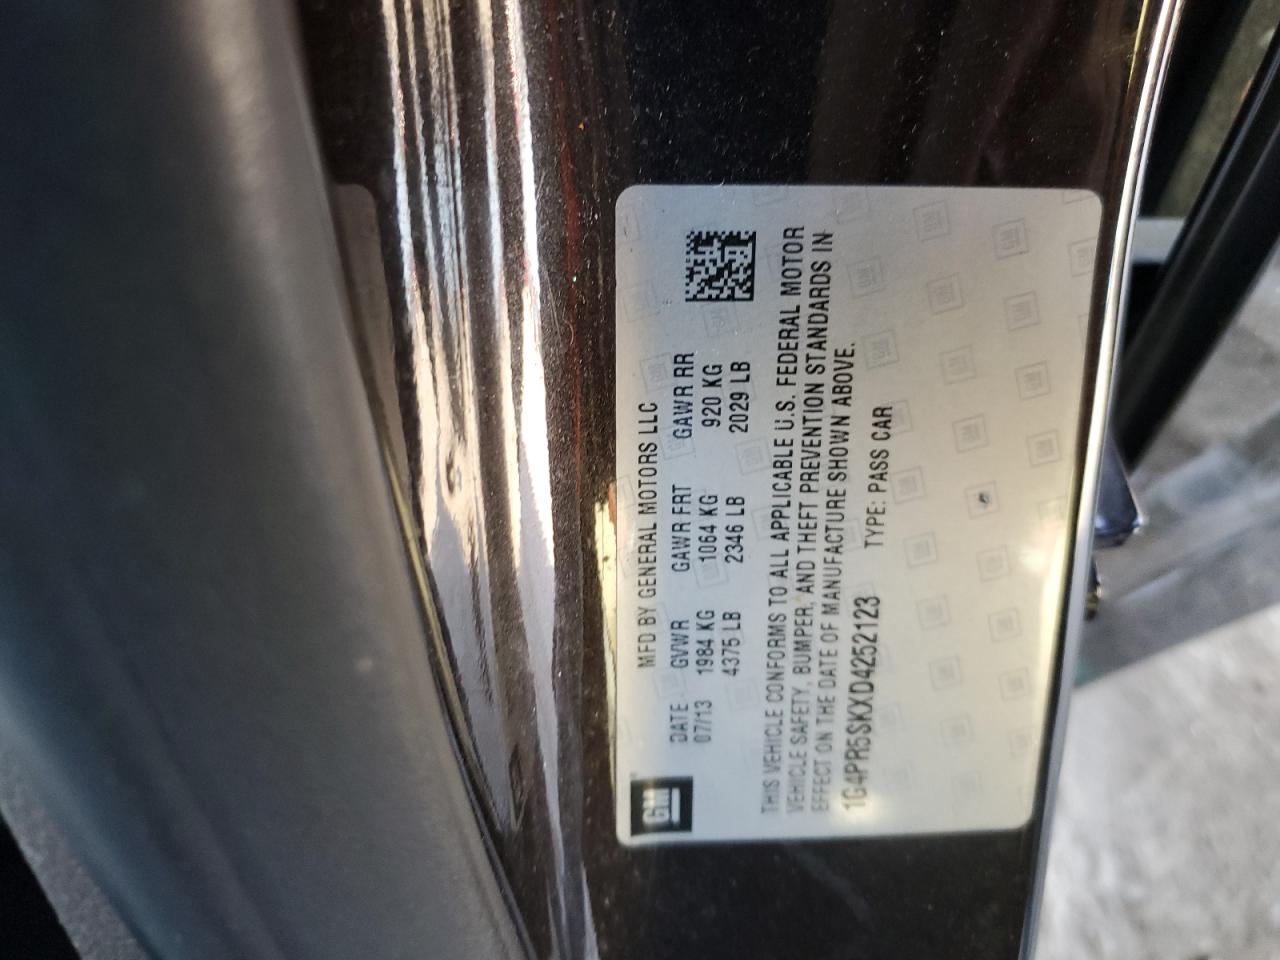 GM
MFD BY GENERAL MOTORS LLC
DATE GVWR GAWR FRT GAWR RR
07/13 1984 KG 1064 KG 920 KG
4375 LB 2346 LB 2029 LB
THIS VEHICLE CONFORMS TO ALL APPLICABLE U.S. FEDERAL MOTOR
VEHICLE SAFETY, BUMPER, AND THEFT PREVENTION STANDARDS IN
EFFECT ON THE DATE OF MANUFACTURE SHOWN ABOVE.
1G4PR5SKXD4252123 TYPE: PASS CAR